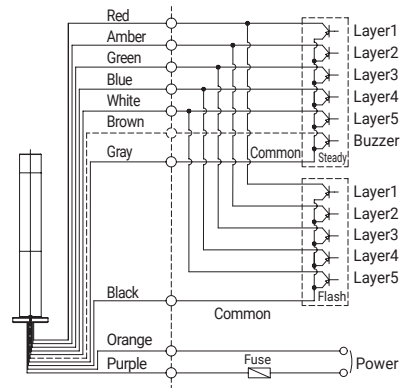 Red
Layer1
Amber
Layer2
Green
Layer3
Blue
Layer4
White
Layer5
Brown
Buzzer
Gray
Common
Steady
Layer1
Layer2
Layer3
Layer4
Layer5
Black
Flash
Common
Orange
Fuse
Power
Purple